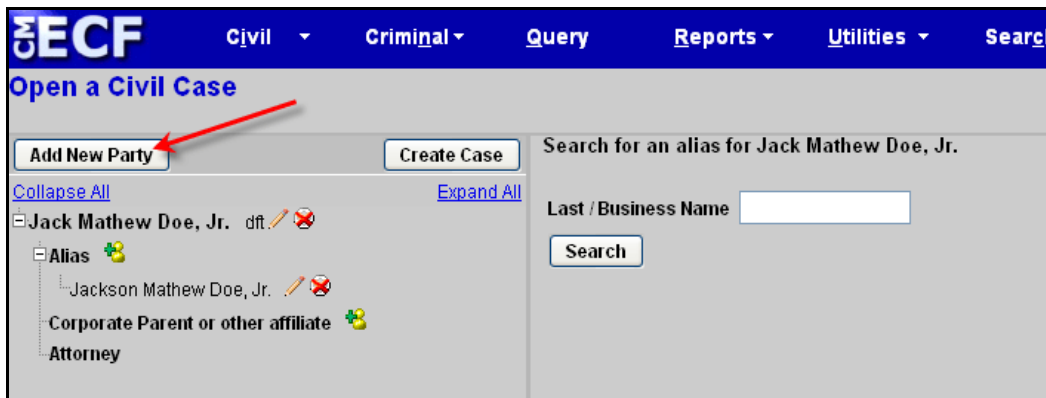 CM ECF Civil Criminal Query Reports Utilities
Open a Civil Case
Add New Party Create Case
Collapse All Expand All
Jack Mathew Doe, Jr. dft
Alias
Jackson Mathew Doe, Jr.
Corporate Parent or other affiliate
Attorney
Search for an alias for Jack Mathew Doe, Jr.
Last / Business Name
Search